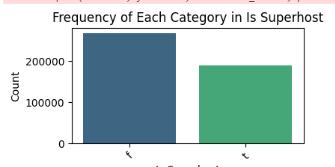 Frequency of Each Category in Is Superhost
200000
100000
0
Count
f
t